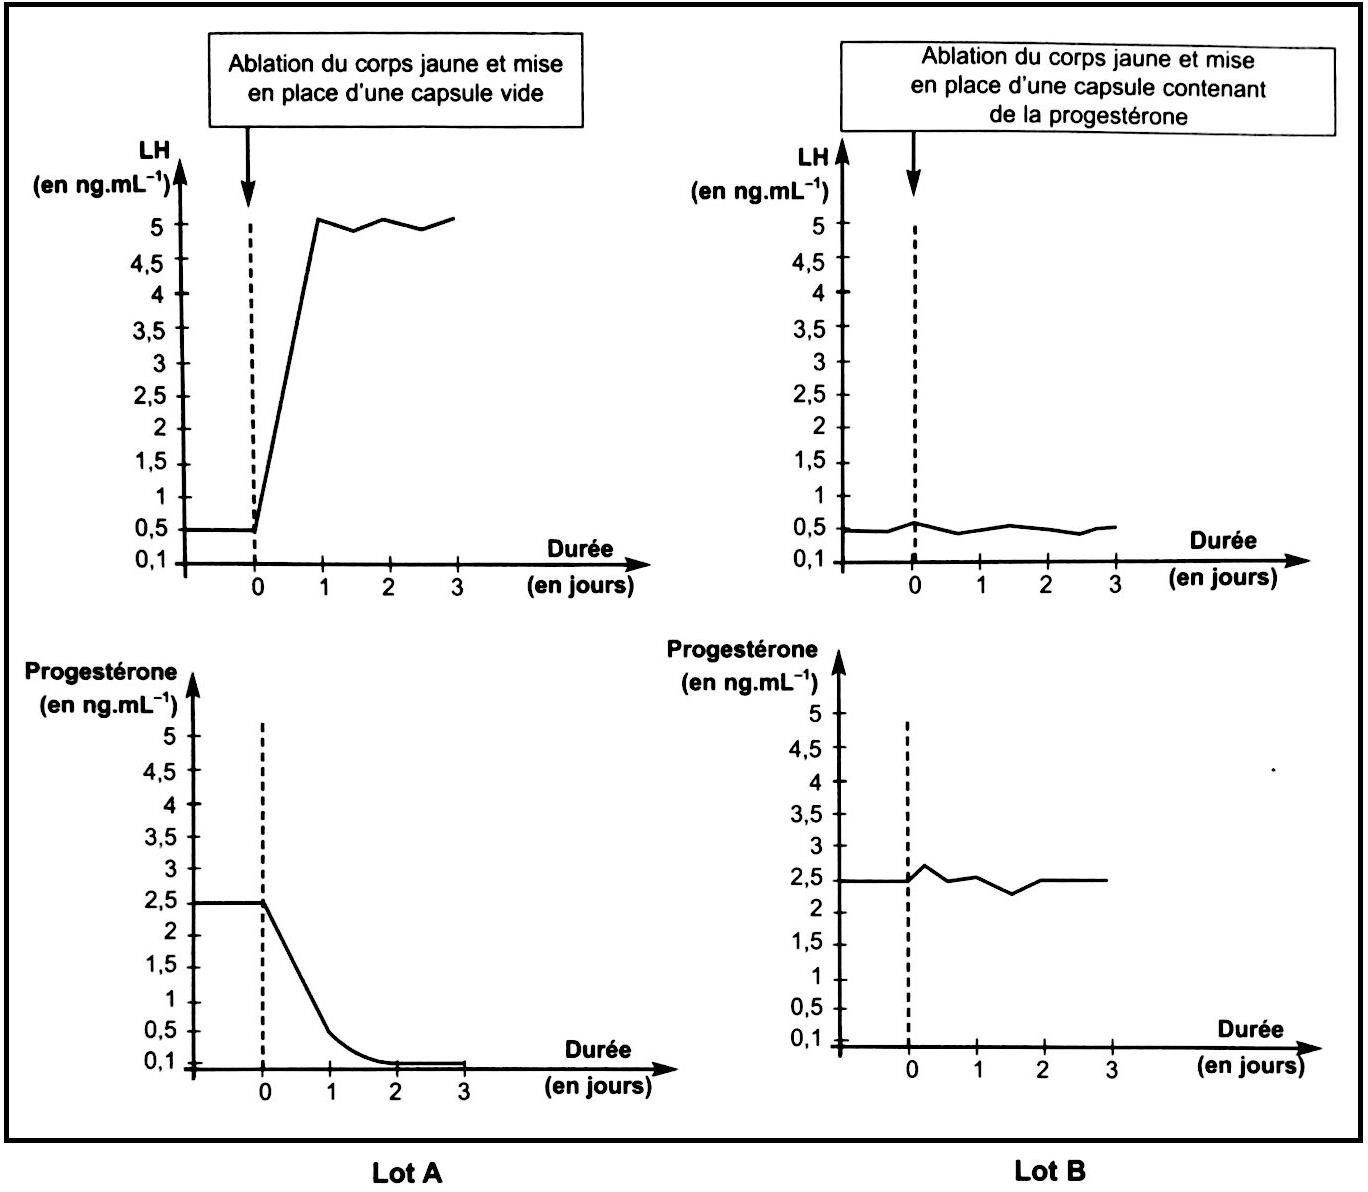 Ablation du corps jaune et mise
en place d'une capsule vide
LH
(en ng.mL⁻¹)
5
4,5
4
3,5
3
2,5
2
1,5
1
0,5
0,1
0 1 2 3
Durée
(en jours)
Ablation du corps jaune et mise
en place d'une capsule contenant
de la progestérone
LH
(en ng.mL⁻¹)
5
4,5
4
3,5
3
2,5
2
1,5
1
0,5
0,1
0 1 2 3
Durée
(en jours)
Progestérone
(en ng.mL⁻¹)
5
4,5
4
3,5
3
2,5
2
1,5
1
0,5
0,1
0 1 2 3
Durée
(en jours)
Progestérone
(en ng.mL⁻¹)
5
4,5
4
3,5
3
2,5
2
1,5
1
0,5
0,1
0 1 2 3
Durée
(en jours)
Lot A
Lot B